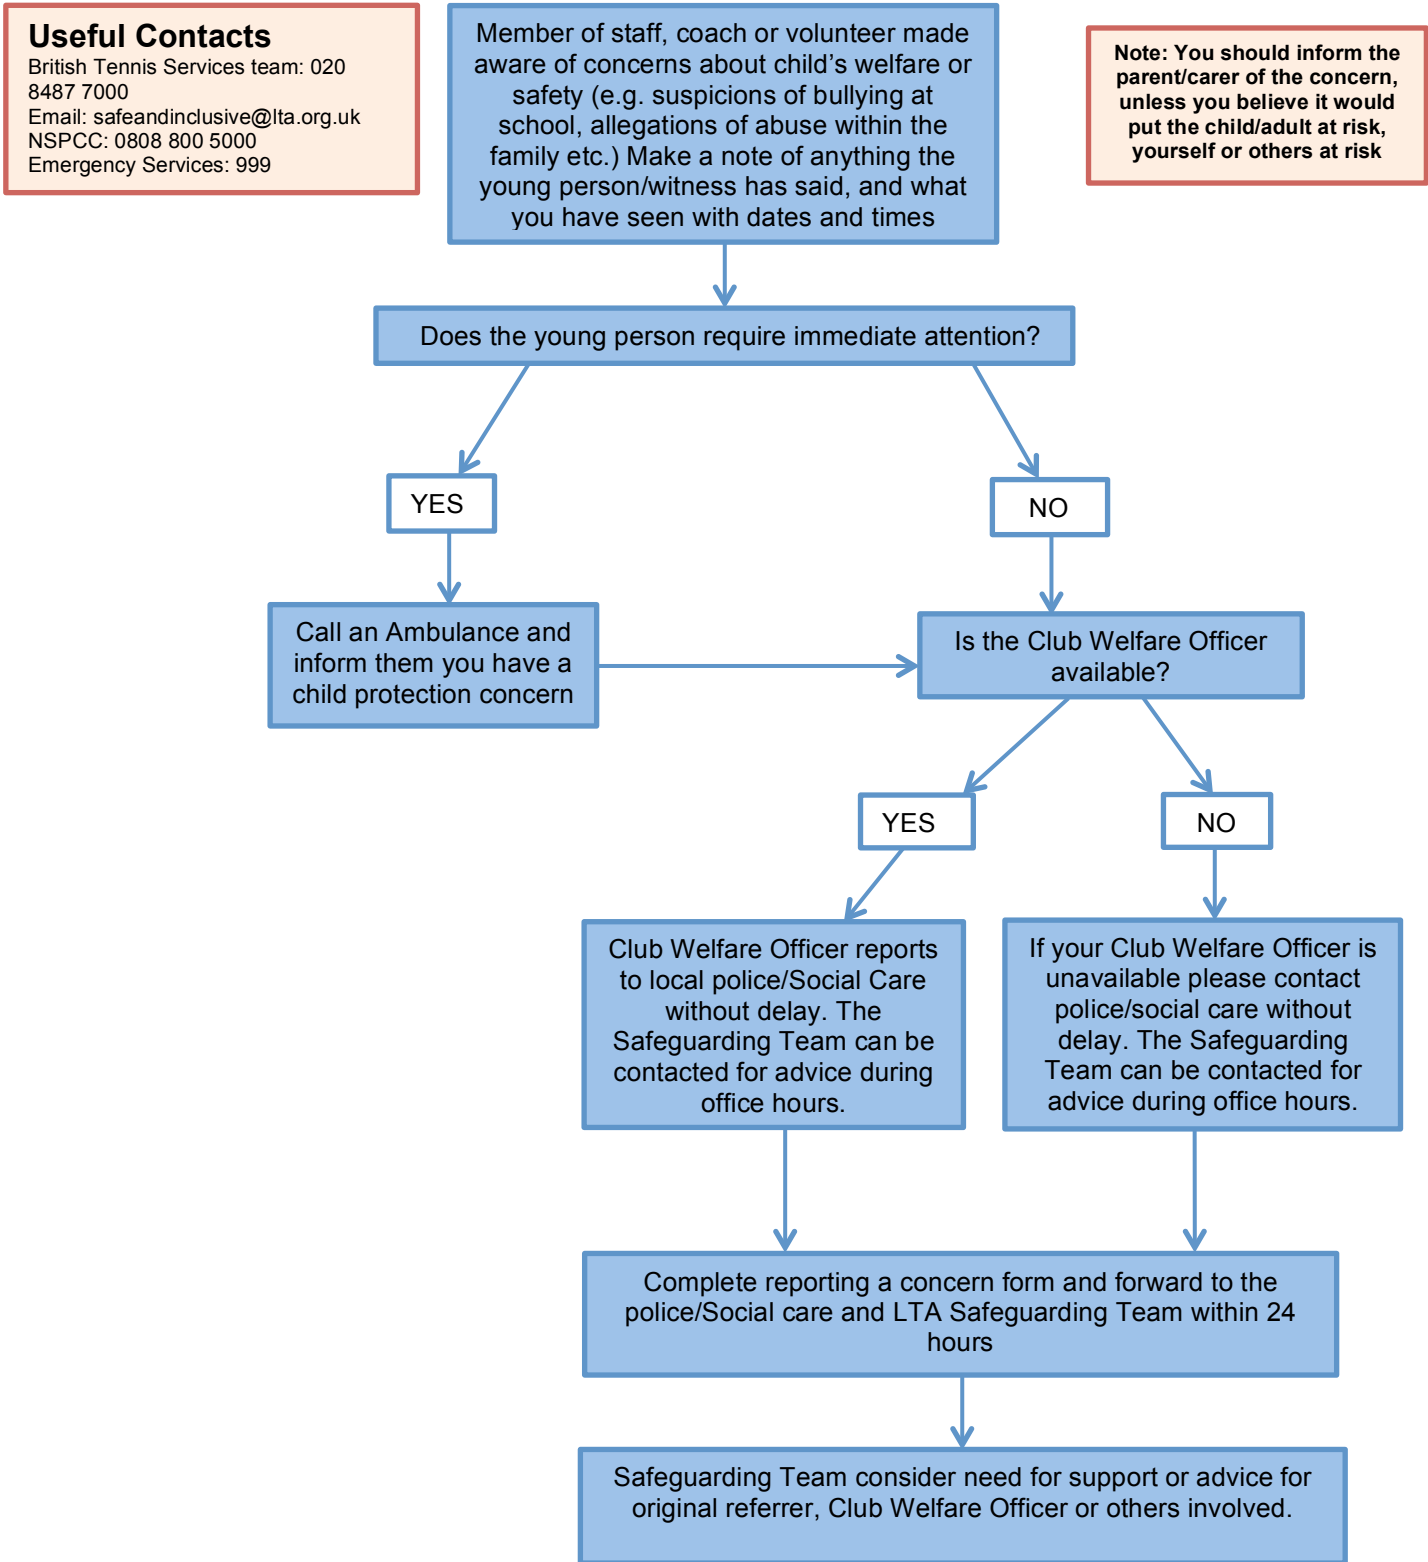 Useful Contacts
British Tennis Services team: 020
8487 7000
Email: safeandinclusive@lta.org.uk
NSPCC: 0808 800 5000
Emergency Services: 999
Member of staff, coach or volunteer made
aware of concerns about child's welfare or
safety (e.g. suspicions of bullying at
school, allegations of abuse within the
family etc.) Make a note of anything the
young person/witness has said, and what
you have seen with dates and times
Note: You should inform the
parent/carer of the concern,
unless you believe it would
put the child/adult at risk,
yourself or others at risk
Does the young person require immediate attention?
YES
NO
Call an Ambulance and
inform them you have a
child protection concern
Is the Club Welfare Officer
available?
YES
NO
Club Welfare Officer reports
to local police/Social Care
without delay. The
Safeguarding Team can be
contacted for advice during
office hours.
If your Club Welfare Officer is
unavailable please contact
police/social care without
delay. The Safeguarding
Team can be contacted for
advice during office hours.
Complete reporting a concern form and forward to the
police/Social care and LTA Safeguarding Team within 24
hours
Safeguarding Team consider need for support or advice for
original referrer, Club Welfare Officer or others involved.